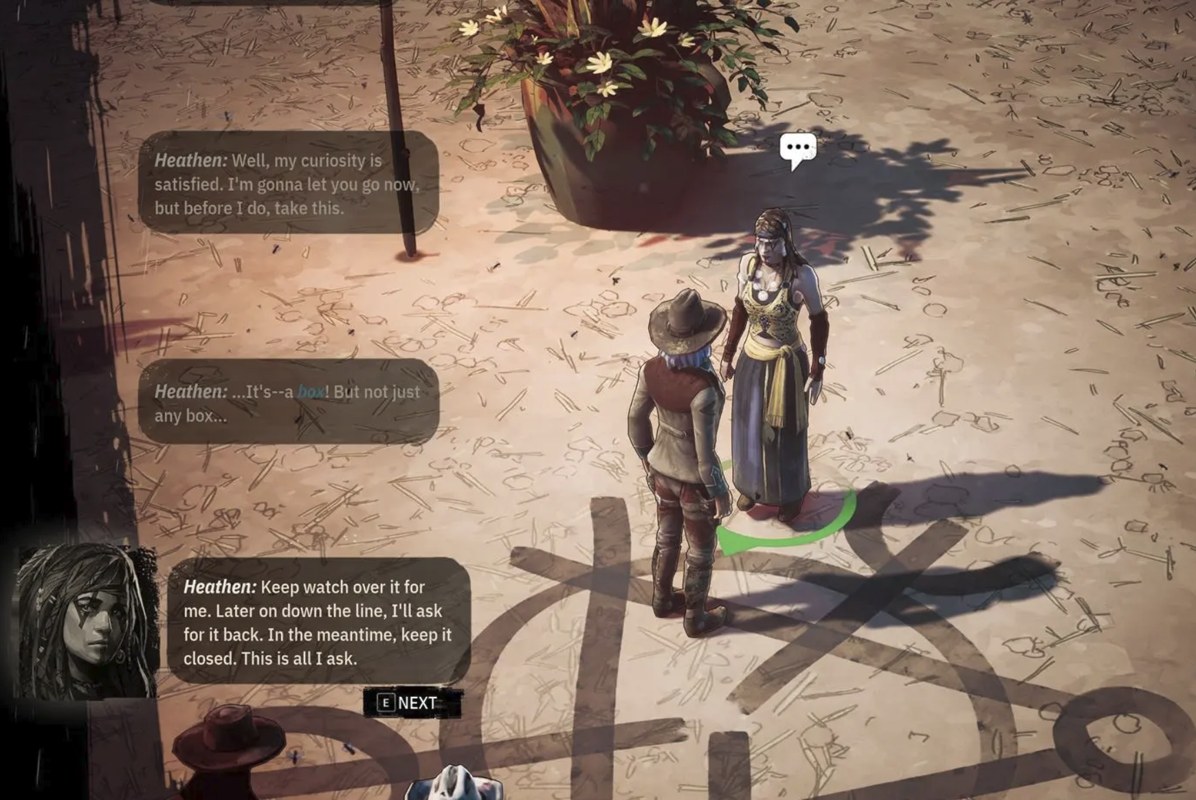 Heathen: Well, my curiosity is
satisfied. I'm gonna let you go now,
but before I do, take this.
Heathen: ...It's--a box! But not just
any box...
Heathen: Keep watch over it for
me. Later on down the line, I'll ask
for it back. In the meantime, keep it
closed. This is all I ask.
E NEXT